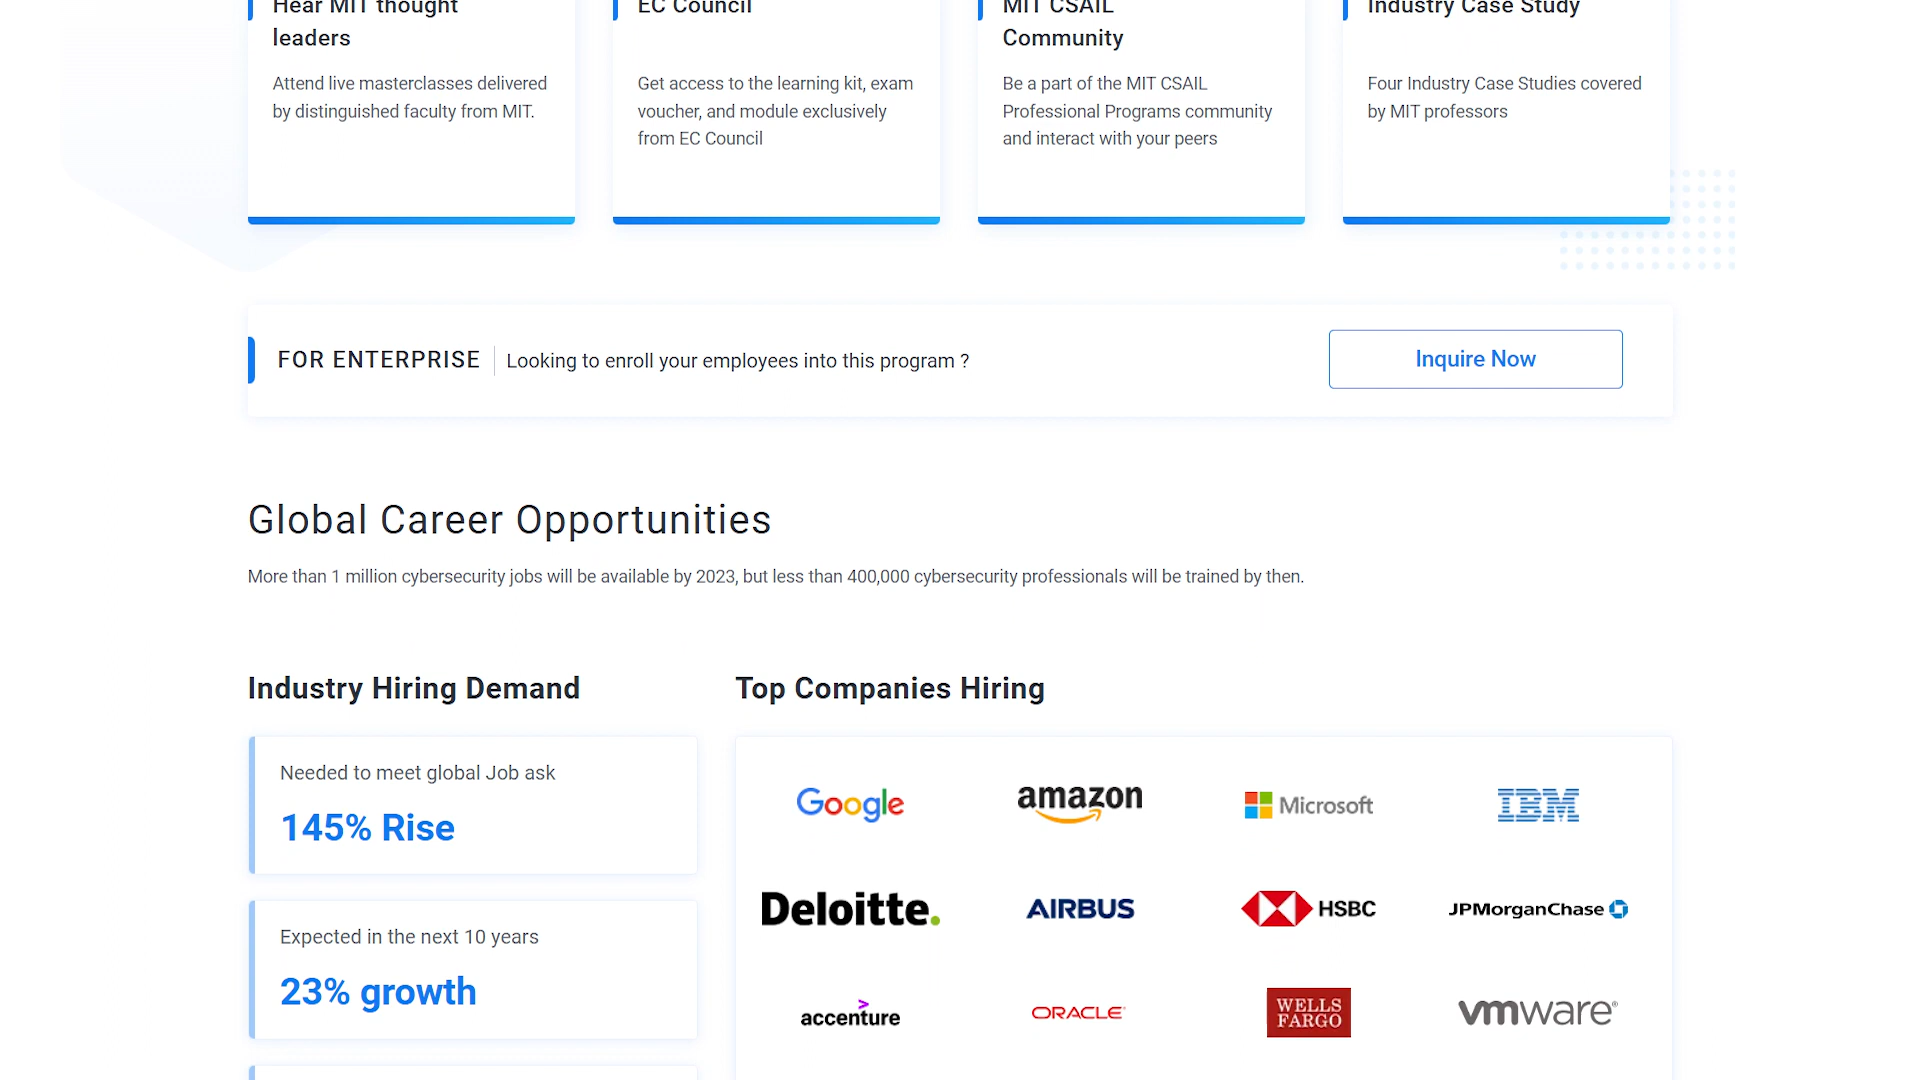 Hear MIT thought
leaders
Attend live masterclasses delivered
by distinguished faculty from MIT.
EC Council
Get access to the learning kit, exam
voucher, and module exclusively
from EC Council
MIT CSAIL
Community
Be a part of the MIT CSAIL
Professional Programs community
and interact with your peers
Industry Case Study
Four Industry Case Studies covered
by MIT professors
FOR ENTERPRISE
Looking to enroll your employees into this program ?
Inquire Now
Global Career Opportunities
More than 1 million cybersecurity jobs will be available by 2023, but less than 400,000 cybersecurity professionals will be trained by then.
Industry Hiring Demand
Needed to meet global Job ask
145% Rise
Expected in the next 10 years
23% growth
Top Companies Hiring
Google
amazon
Microsoft
IBM
Deloitte.
AIRBUS
HSBC
JPMorganChase
accenture
ORACLE
WELLS
FARGO
vmware